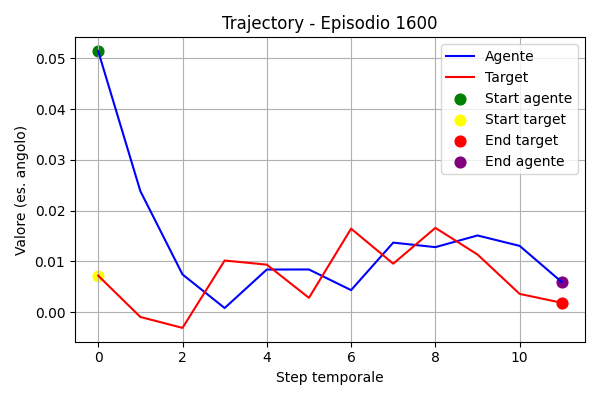 Trajectory - Episodio 1600
Valore (es. angolo)
0.05
0.04
0.03
0.02
0.01
0.00
0
2
4
6
8
10
Step temporale
Agente
Target
Start agente
Start target
End target
End agente